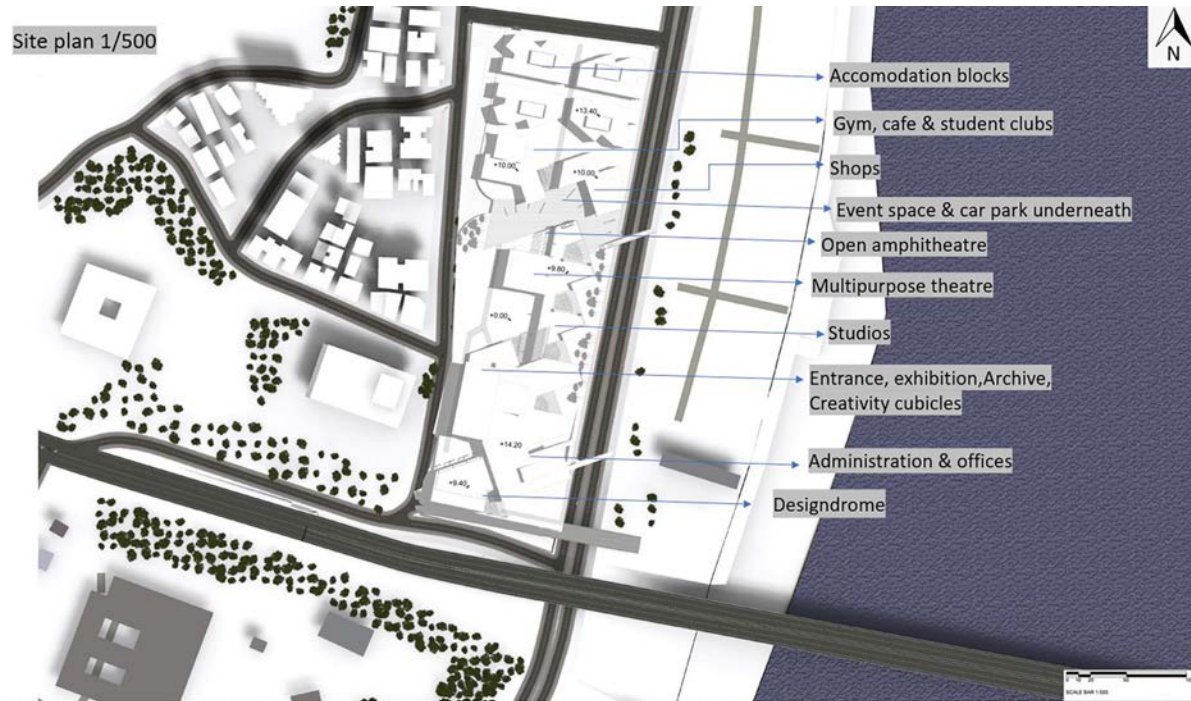 Site plan 1/500
N
Accomodation blocks
+13.40
Gym, cafe & student clubs
+10.00
+10.00
Shops
Event space & car park underneath
Open amphitheatre
+9.80
Multipurpose theatre
+0.00
Studios
Entrance, exhibition,Archive,
Creativity cubicles
+14.20
Administration & offices
+9.40
Designdrome
SCALE BAR 1:500